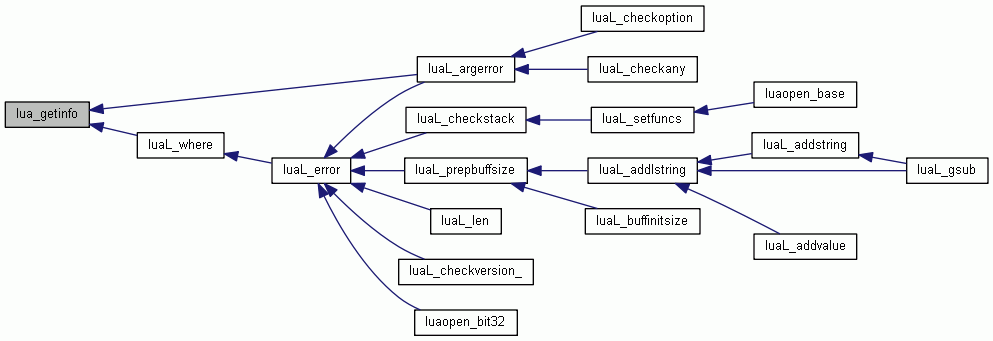 lua_getinfo
luaL_where
luaL_error
luaL_argerror
luaL_checkstack
luaL_prepbuffsize
luaL_len
luaL_checkversion_
luaopen_bit32
luaL_checkoption
luaL_checkany
luaL_setfuncs
luaL_addlstring
luaL_buffinitsize
luaopen_base
luaL_addstring
luaL_addvalue
luaL_gsub